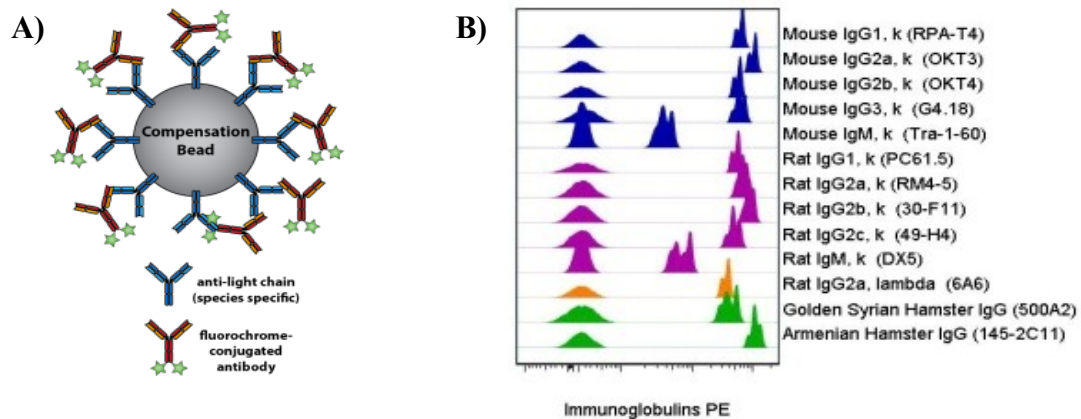 A)
Compensation
Bead
anti-light chain
(species specific)
fluorochrome-
conjugated
antibody
B)
Mouse IgG1, k (RPA-T4)
Mouse IgG2a, k (OKT3)
Mouse IgG2b, k (OKT4)
Mouse IgG3, k (G4.18)
Mouse IgM, k (Tra-1-60)
Rat IgG1, k (PC61.5)
Rat IgG2a, k (RM4-5)
Rat IgG2b, k (30-F11)
Rat IgG2c, k (49-H4)
Rat IgM, k (DX5)
Rat IgG2a, lambda (6A6)
Golden Syrian Hamster IgG (500A2)
Armenian Hamster IgG (145-2C11)
Immunoglobulins PE